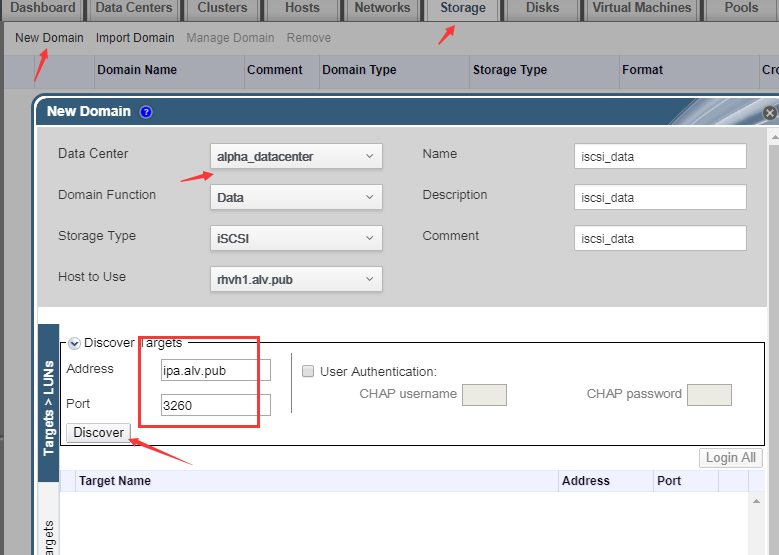 Dashboard Data Centers Clusters Hosts Networks Storage Disks Virtual Machines Pools
New Domain Import Domain Manage Domain Remove
Domain Name Comment Domain Type Storage Type Format Cro
New Domain ?
Data Center alpha_datacenter Name iscsi_data
Domain Function Data Description iscsi_data
Storage Type iSCSI Comment iscsi_data
Host to Use rhvh1.alv.pub
Discover Targets
Address ipa.alv.pub User Authentication:
CHAP username CHAP password
Port 3260
Discover
Login All
Target Name Address Port
Targets > LUNs
argets